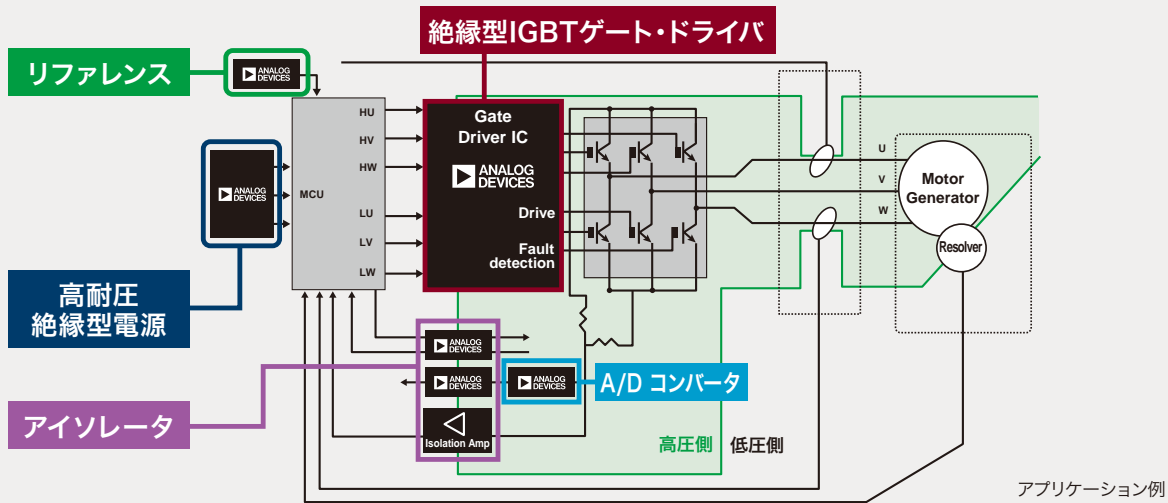 絶縁型IGBTゲート・ドライバ
リファレンス
ANALOG
DEVICES
HU
HV
HW
LU
LV
LW
MCU
ANALOG
DEVICES
Gate
Driver IC
ANALOG
DEVICES
Drive
Fault
detection
U
V
W
Motor
Generator
Resolver
高耐圧
絶縁型電源
ANALOG
DEVICES
ANALOG
DEVICES
ANALOG
DEVICES
A/D コンバータ
アイソレータ
Isolation Amp
高圧側 低圧側
アプリケーション例